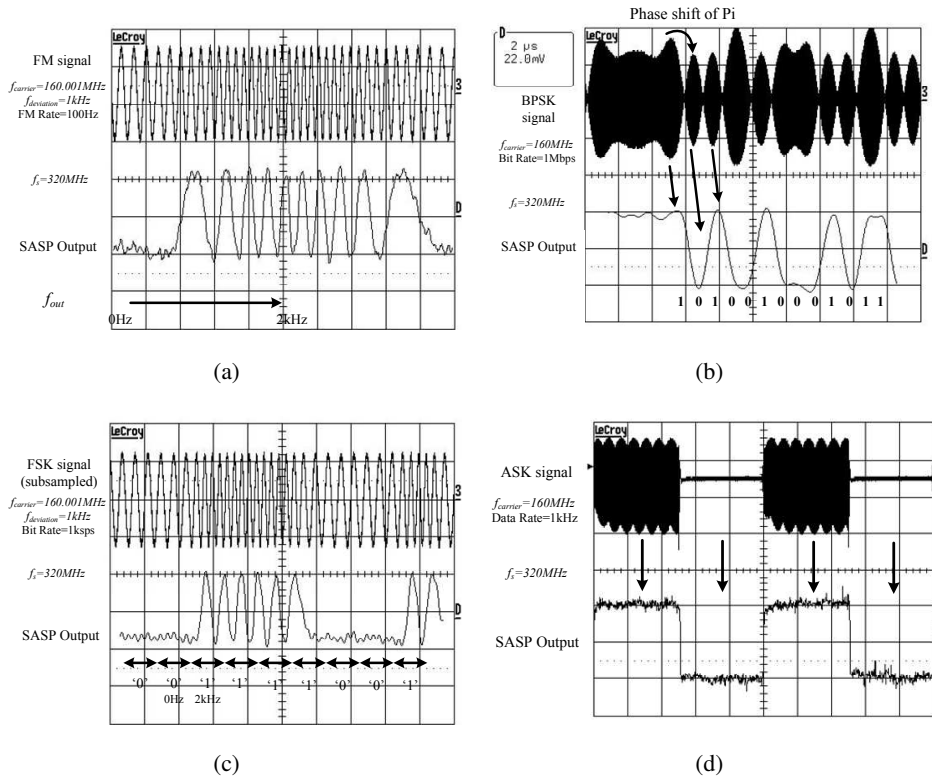 LeCroy
FM signal
fcarrier=160.001MHz
fdeviation=1kHz
FM Rate=100Hz
3
fs=320MHz
D
SASP Output
fout
0Hz 2kHz
(a)
Phase shift of Pi
D
2 µs
22.0mV
LeCroy
BPSK
signal
3
fcarrier=160MHz
Bit Rate=1Mbps
fs=320MHz
SASP Output
D
1 0 1 0 0 1 0 0 0 1 0 1 1
(b)
LeCroy
FSK signal
(subsampled)
3
fcarrier=160.001MHz
fdeviation=1kHz
Bit Rate=1ksps
fs=320MHz
D
SASP Output
‘0’ ‘0’ ‘1’ ‘1’ ‘1’ ‘1’ ‘0’ ‘0’ ‘1’
0Hz 2kHz
(c)
LeCroy
ASK signal
fcarrier=160MHz
Data Rate=1kHz
fs=320MHz
SASP Output
(d)